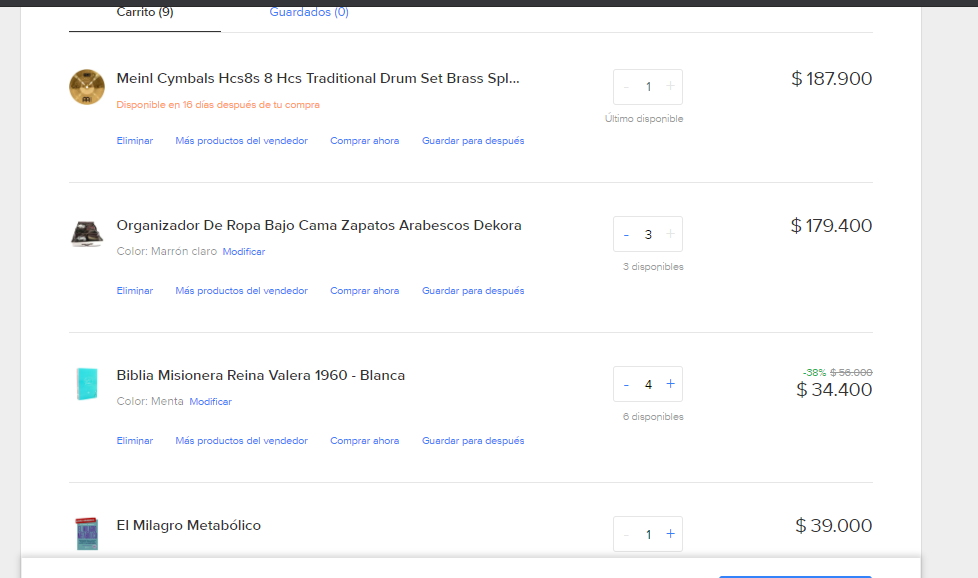 Carrito (9) Guardados (0)
Meinl Cymbals Hcs8s 8 Hcs Traditional Drum Set Brass Spl...
- 1 +
$ 187.900
Disponible en 16 días después de tu compra
Último disponible
Eliminar Más productos del vendedor Comprar ahora Guardar para después
Organizador De Ropa Bajo Cama Zapatos Arabescos Dekora
- 3 +
$ 179.400
Color: Marrón claro Modificar
3 disponibles
Eliminar Más productos del vendedor Comprar ahora Guardar para después
Biblia Misionera Reina Valera 1960 - Blanca
- 4 +
-38% $ 56.000
$ 34.400
Color: Menta Modificar
6 disponibles
Eliminar Más productos del vendedor Comprar ahora Guardar para después
El Milagro Metabólico
- 1 +
$ 39.000